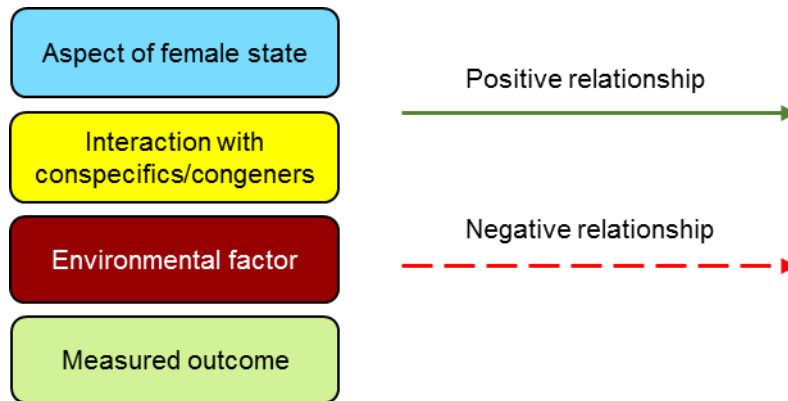 Aspect of female state
Interaction with
conspecifics/congeners
Environmental factor
Measured outcome
Positive relationship
Negative relationship